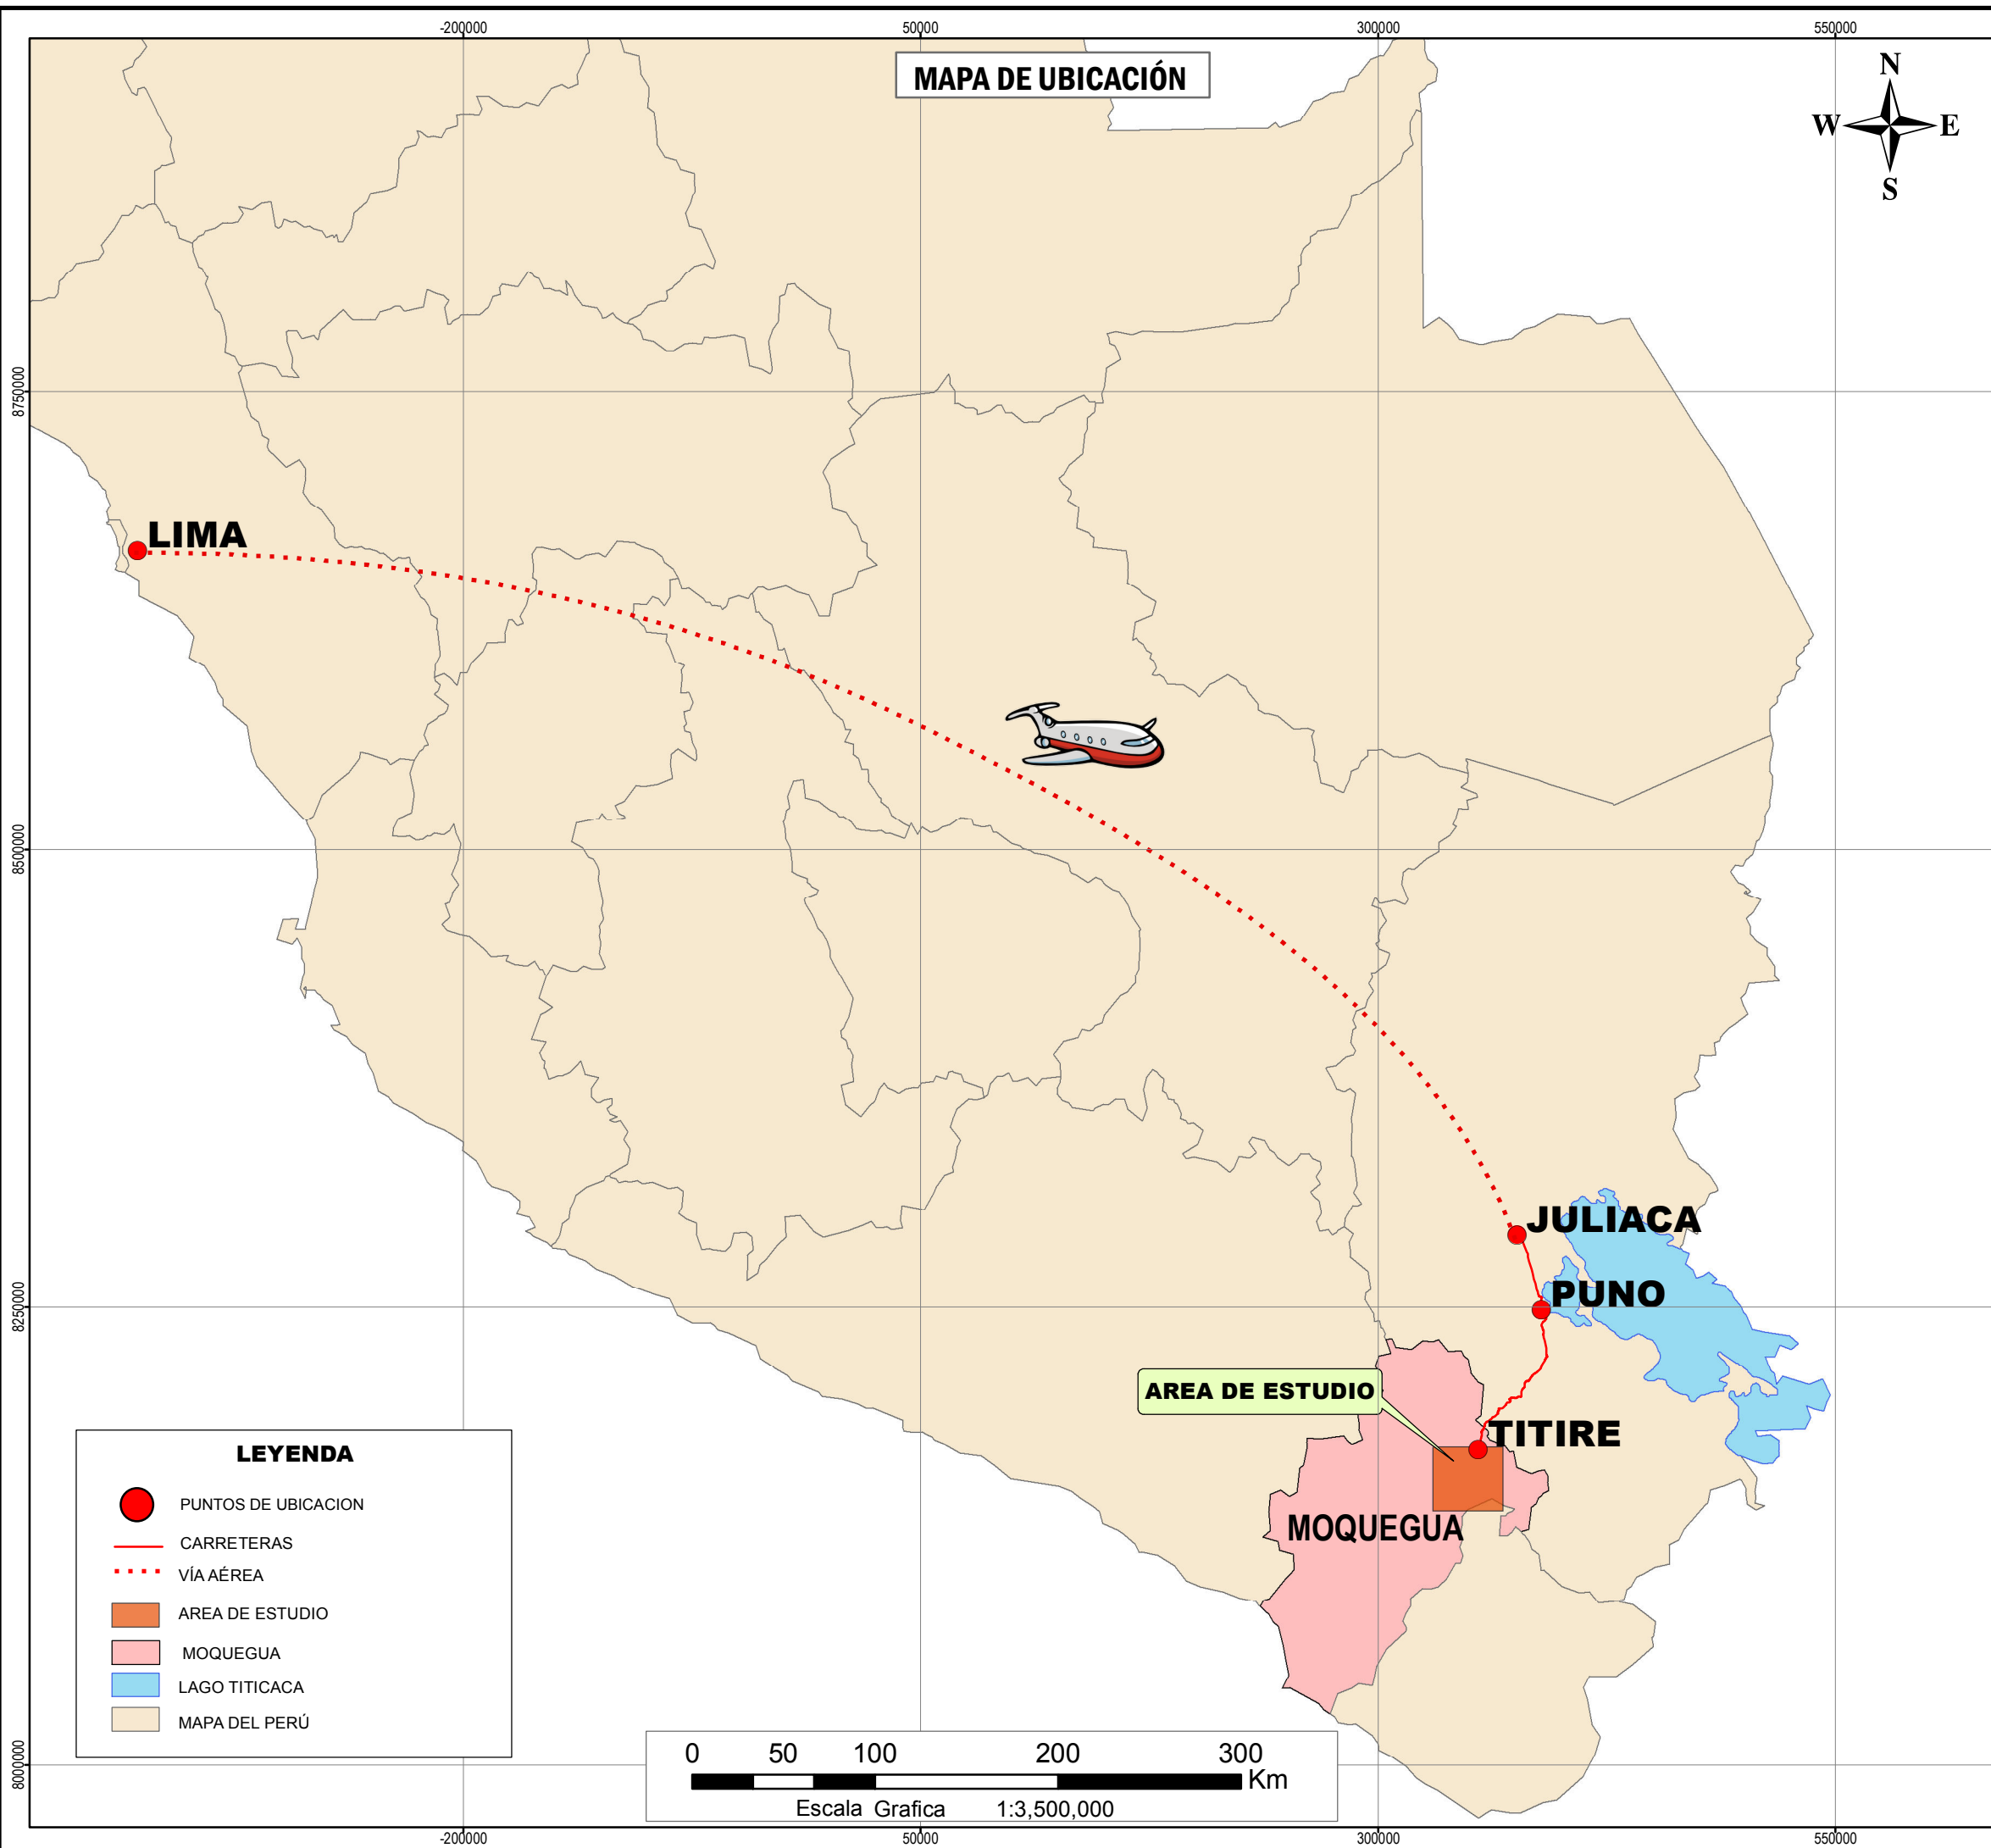 -200000 500000 300000 550000
MAPA DE UBICACIÓN
N
W E
S
8750000
LIMA
8500000
JULIACA
PUNO
8250000
AREA DE ESTUDIO
TITIRE
MOQUEGUA
LEYENDA
PUNTOS DE UBICACION
CARRETERAS
VÍA AÉREA
AREA DE ESTUDIO
MOQUEGUA
LAGO TITICACA
MAPA DEL PERÚ
8000000
0 50 100 200 300
Km
Escala Grafica 1:3,500,000
-200000 500000 300000 550000